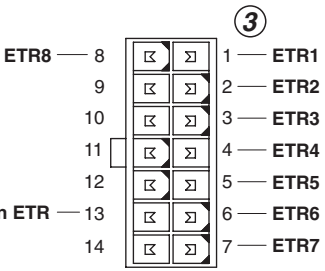 3
ETR8 — 8 1 — ETR1
9 2 — ETR2
10 3 — ETR3
11 4 — ETR4
12 5 — ETR5
ETR — 13 6 — ETR6
14 7 — ETR7